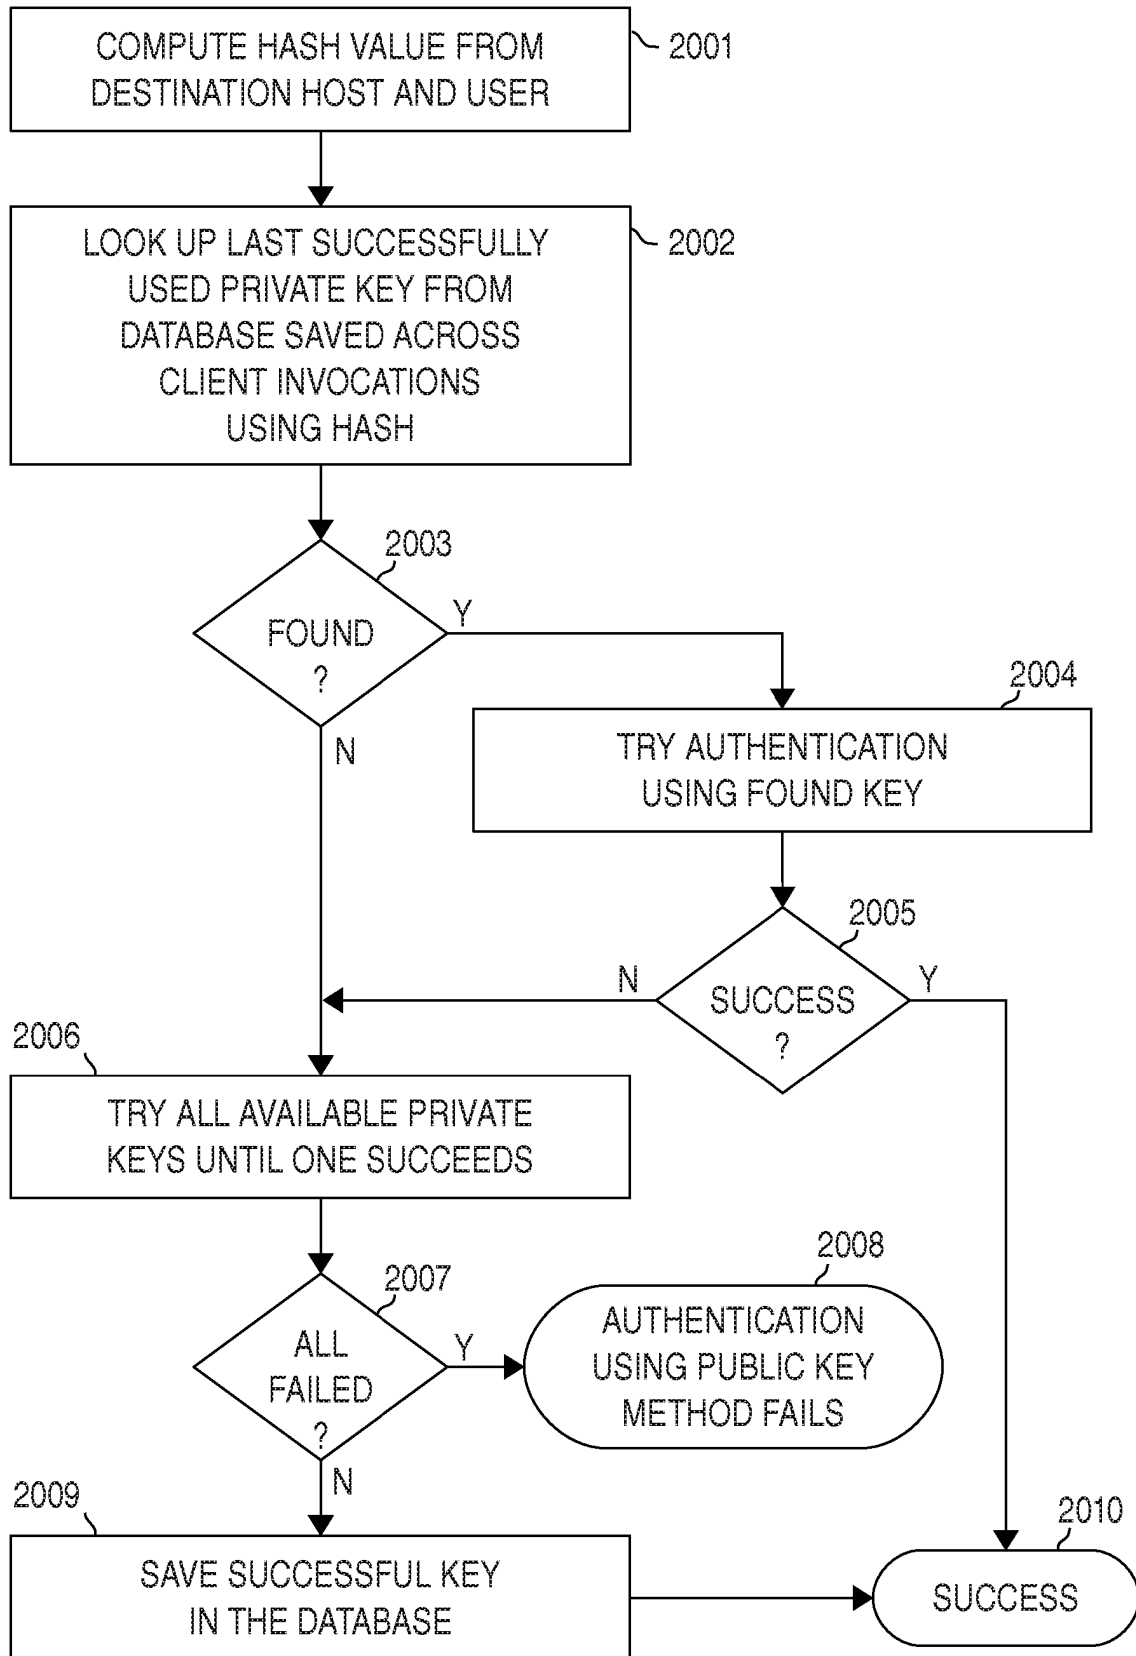 COMPUTE HASH VALUE FROM
DESTINATION HOST AND USER
2001
LOOK UP LAST SUCCESSFULLY
USED PRIVATE KEY FROM
DATABASE SAVED ACROSS
CLIENT INVOCATIONS
USING HASH
2002
2003
FOUND
?
Y
N
2004
TRY AUTHENTICATION
USING FOUND KEY
2005
SUCCESS
?
N
Y
2006
TRY ALL AVAILABLE PRIVATE
KEYS UNTIL ONE SUCCEEDS
2007
ALL
FAILED
?
Y
N
2008
AUTHENTICATION
USING PUBLIC KEY
METHOD FAILS
2009
SAVE SUCCESSFUL KEY
IN THE DATABASE
2010
SUCCESS